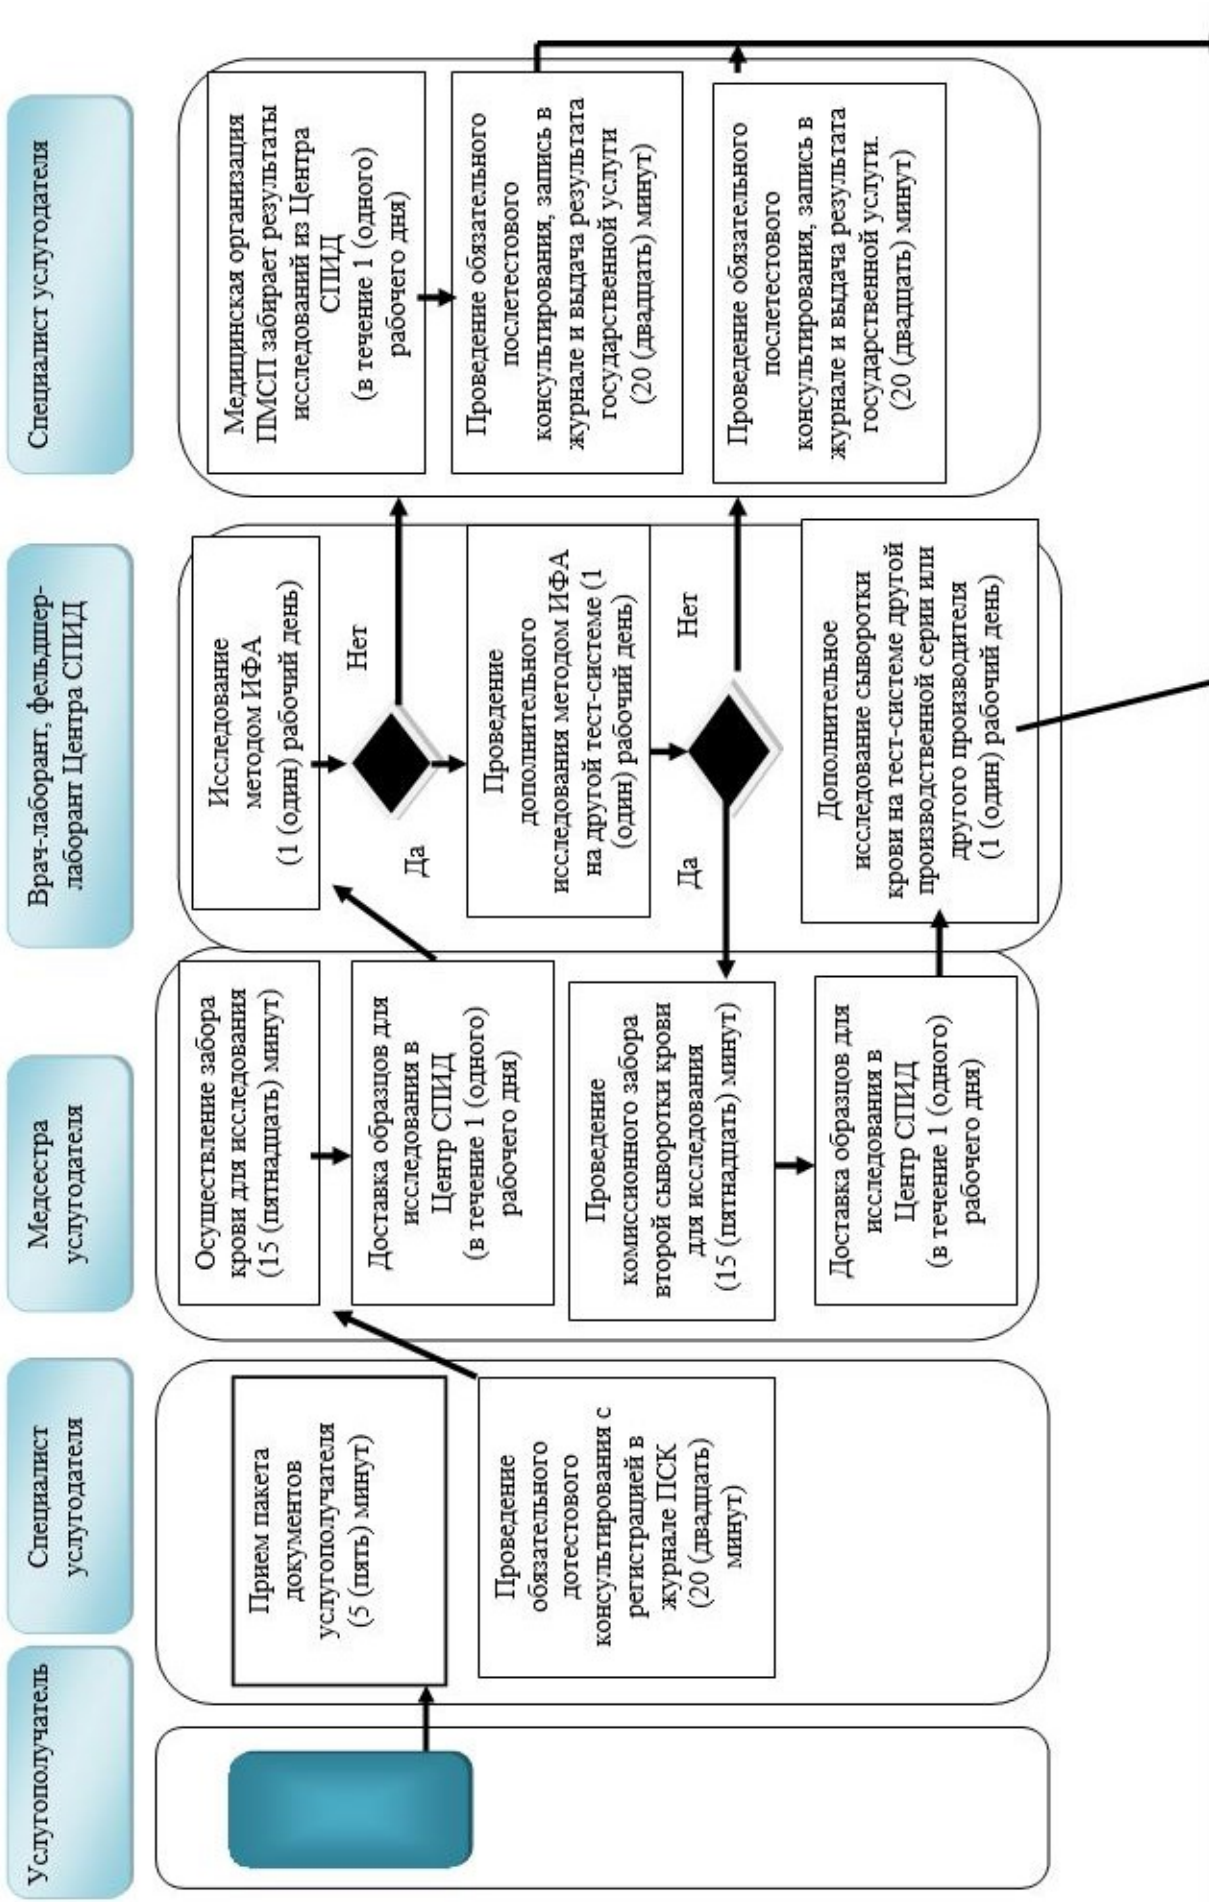 Услугополучатель
Специалист
услугодателя
Медсестра
услугодателя
Врач-лаборант, фельдшер-
лаборант Центра СПИД
Специалист услугодателя
Прием пакета
документов
услугополучателя
(5 (пять) минут)
Проведение
обязательного
дотестового
консультирования с
регистрацией в
журнале ПСК
(20 (двадцать)
минут)
Осуществление забора
крови для исследования
(15 (пятнадцать) минут)
Доставка образцов для
исследования в
Центр СПИД
(в течение 1 (одного)
рабочего дня)
Проведение
комиссионного забора
второй сыворотки крови
для исследования
(15 (пятнадцать) минут)
Доставка образцов для
исследования в
Центр СПИД
(в течение 1 (одного)
рабочего дня)
Исследование
методом ИФА
(1 (один) рабочий день)
Да
Нет
Проведение
дополнительного
исследования методом ИФА
на другой тест-системе (1
(один) рабочий день)
Да
Нет
Дополнительное
исследование сыворотки
крови на тест-системе другой
производственной серии или
другого производителя
(1 (один) рабочий день)
Медицинская организация
ПМСП забирает результаты
исследований из Центра
СПИД
(в течение 1 (одного)
рабочего дня)
Проведение обязательного
послетестового
консультирования, запись в
журнале и выдача результата
государственной услуги
(20 (двадцать) минут)
Проведение обязательного
послетестового
консультирования, запись в
журнале и выдача результата
государственной услуги.
(20 (двадцать) минут)